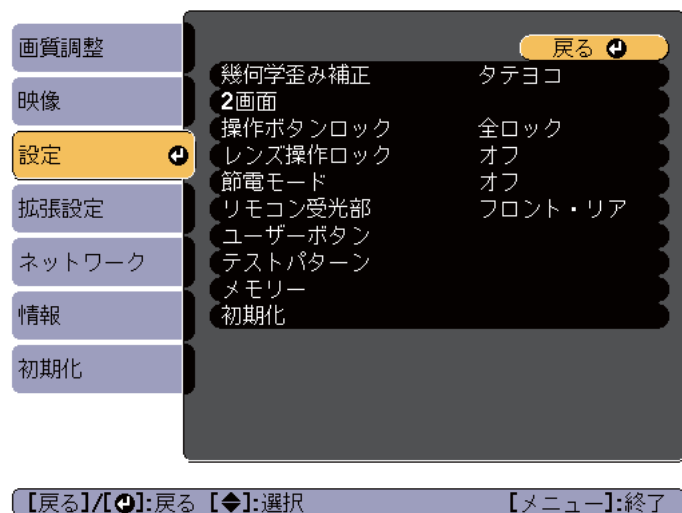 画質調整
映像
設定
拡張設定
ネットワーク
情報
初期化
戻る
幾何学歪み補正 タテヨコ
2画面
操作ボタンロック 全ロック
レンズ操作ロック オフ
節電モード オフ
リモコン受光部 フロント・リア
ユーザーボタン
テストパターン
メモリー
初期化
[戻る]/[⏎]:戻る [◆]:選択 [メニュー]:終了